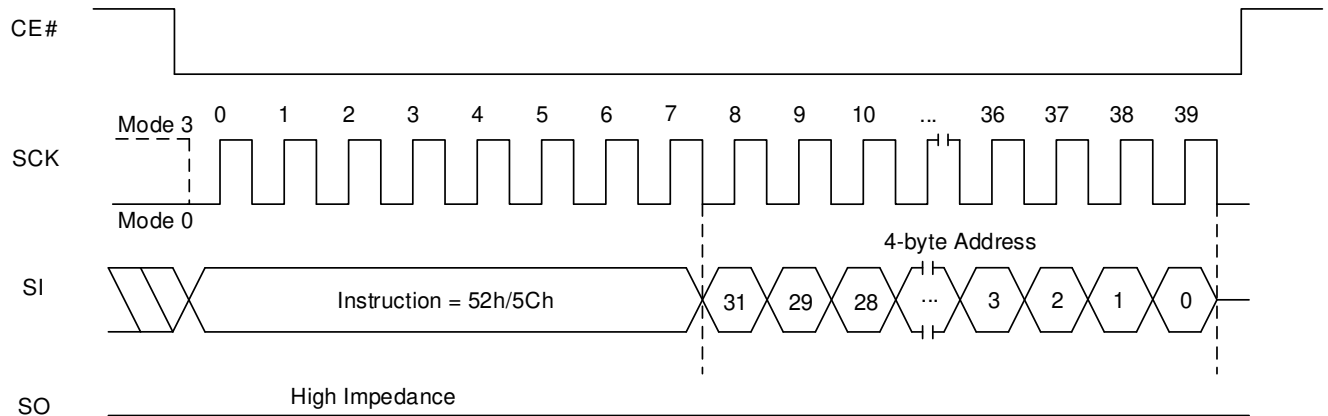 CE#
0 1 2 3 4 5 6 7 8 9 10 ... 36 37 38 39
Mode 3
SCK
Mode 0
4-byte Address
SI
Instruction = 52h/5Ch 31 29 28 ... 3 2 1 0
High Impedance
SO